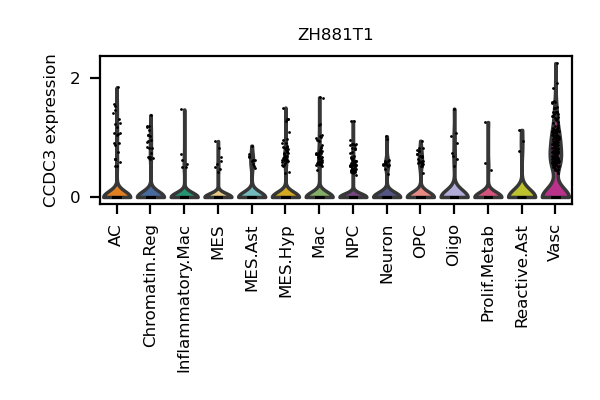 ZH881T1
CCDC3 expression
2
0
AC
Chromatin.Reg
Inflammatory.Mac
MES
MES.Ast
MES.Hyp
Mac
NPC
Neuron
OPC
Oligo
Prolif.Metab
Reactive.Ast
Vasc